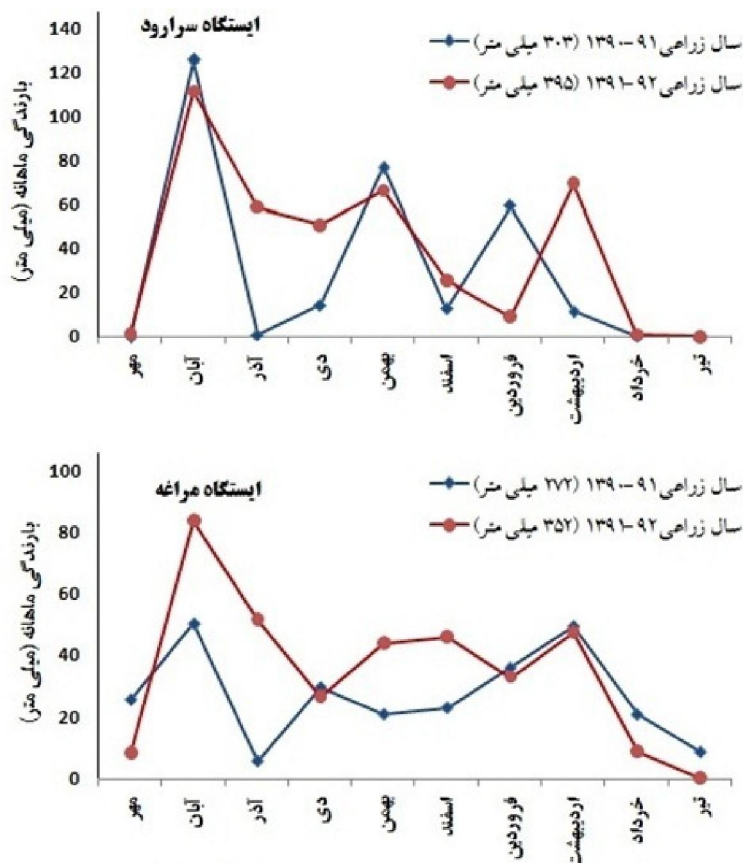 ایستگاه سرارود
سال زراعی ۹۱-۱۳۹۰ (۳۰۳ میلی متر)
سال زراعی ۹۲-۱۳۹۱ (۳۹۵ میلی متر)
بارندگی ماهانه (میلی متر)
140
120
100
80
60
40
20
0
مهر
آبان
آذر
دی
بهمن
اسفند
فروردین
اردیبهشت
خرداد
تیر
ایستگاه مراغه
سال زراعی ۹۱-۱۳۹۰ (۲۷۲ میلی متر)
سال زراعی ۹۲-۱۳۹۱ (۳۵۲ میلی متر)
بارندگی ماهانه (میلی متر)
100
80
60
40
20
0
مهر
آبان
آذر
دی
بهمن
اسفند
فروردین
اردیبهشت
خرداد
تیر